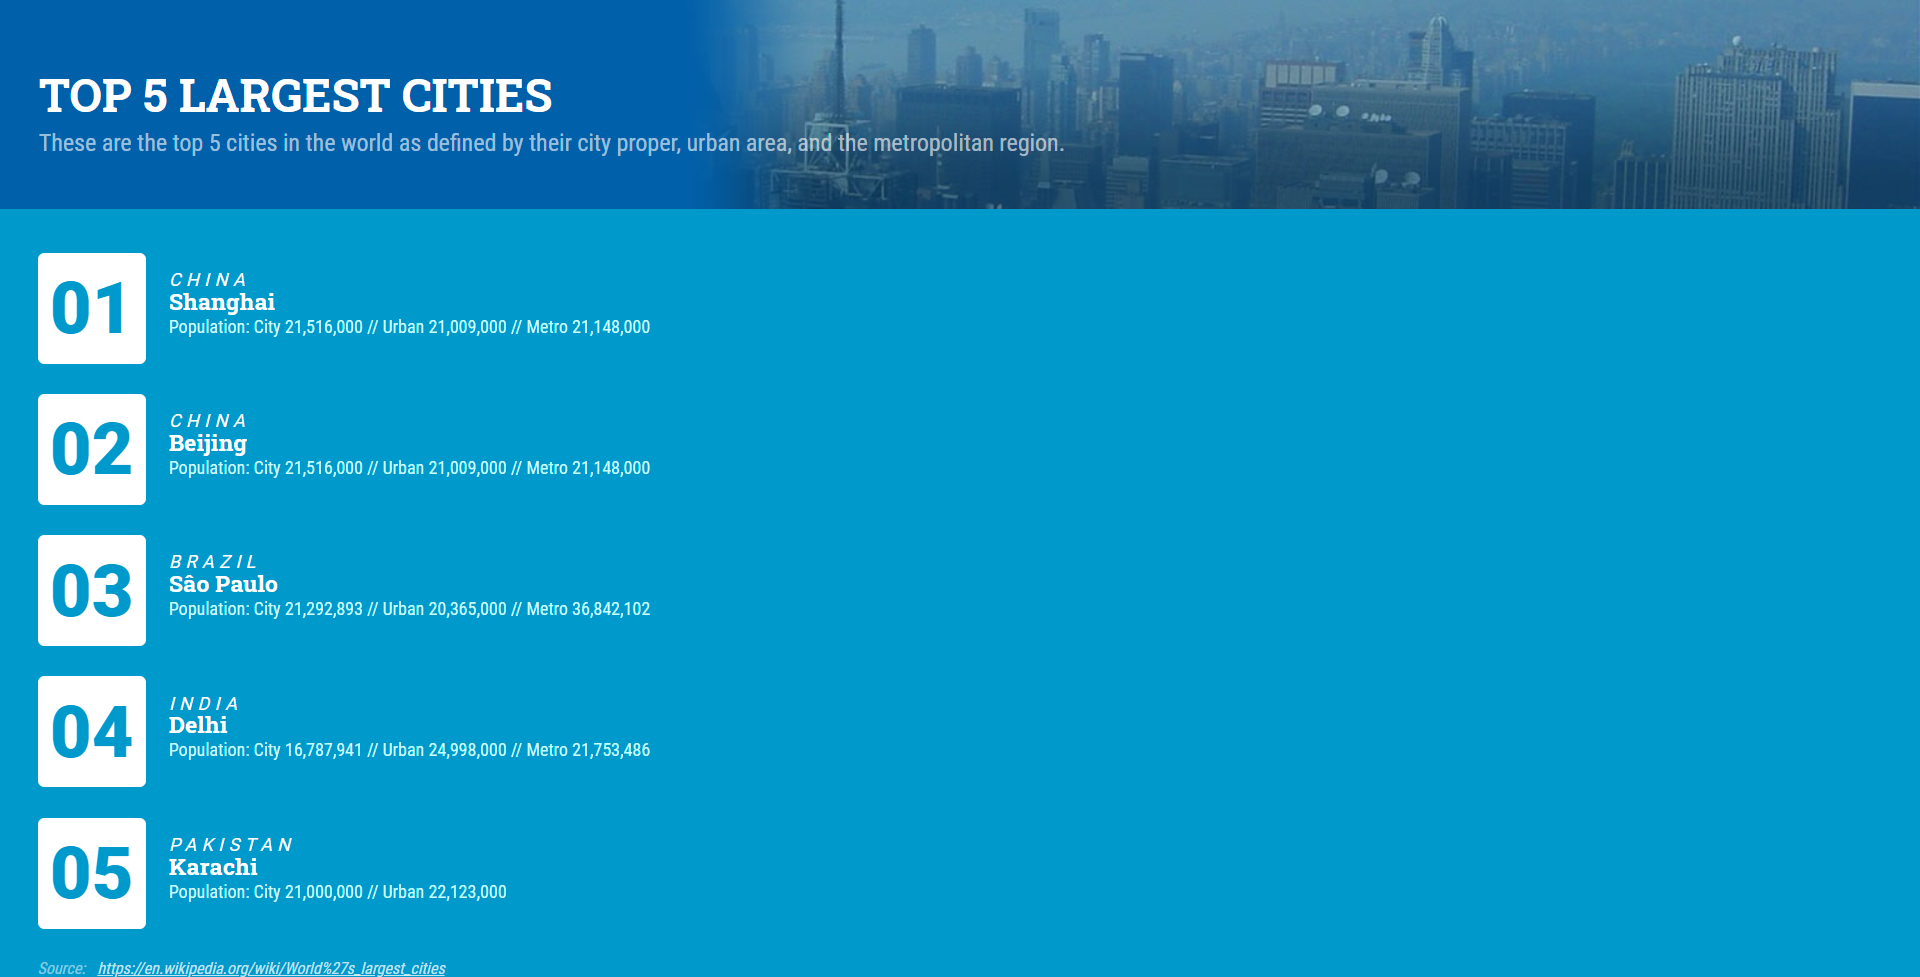 TOP 5 LARGEST CITIES
These are the top 5 cities in the world as defined by their city proper, urban area, and the metropolitan region.
01
CHINA
Shanghai
Population: City 21,516,000 // Urban 21,009,000 // Metro 21,148,000
02
CHINA
Beijing
Population: City 21,516,000 // Urban 21,009,000 // Metro 21,148,000
03
BRAZIL
Sâo Paulo
Population: City 21,292,893 // Urban 20,365,000 // Metro 36,842,102
04
INDIA
Delhi
Population: City 16,787,941 // Urban 24,998,000 // Metro 21,753,486
05
PAKISTAN
Karachi
Population: City 21,000,000 // Urban 22,123,000
Source: https://en.wikipedia.org/wiki/World%27s_largest_cities